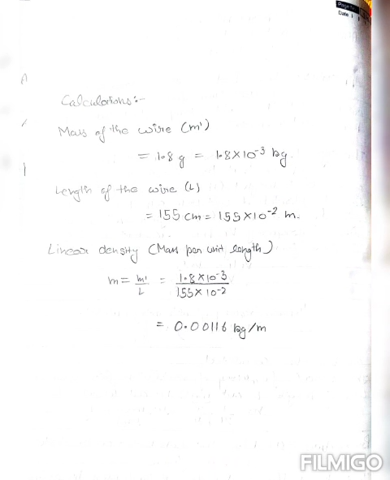 Calculations:-
Mass of the wire (m')
= 1.8 g = 1.8×10⁻³ kg
Length of the wire (L)
= 155 cm = 155×10⁻² m.
Linear density (Mass per unit length)
m = m'/L = 1.8×10⁻³/155×10⁻²
= 0.00116 kg/m
FILMIGO